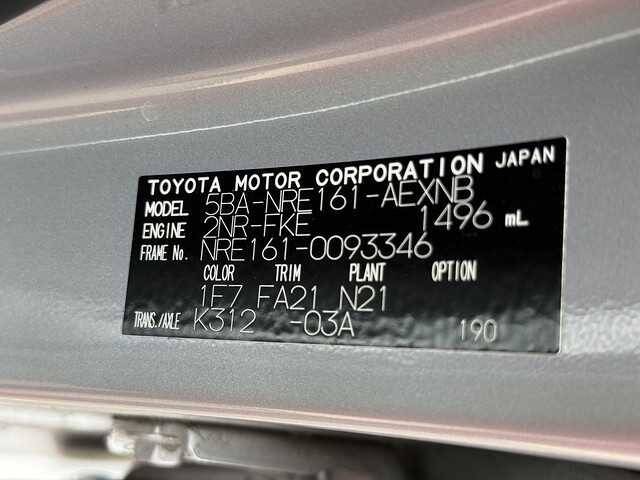 TOYOTA MOTOR CORPORATION JAPAN
MODEL 5BA-NRE161-AEXNB
ENGINE 2NR-FKE 1496 mL
FRAME No. NRE161-0093346
COLOR TRIM PLANT OPTION
1F7 FA21 N21
TRANS./AXLE K312 -03A 190